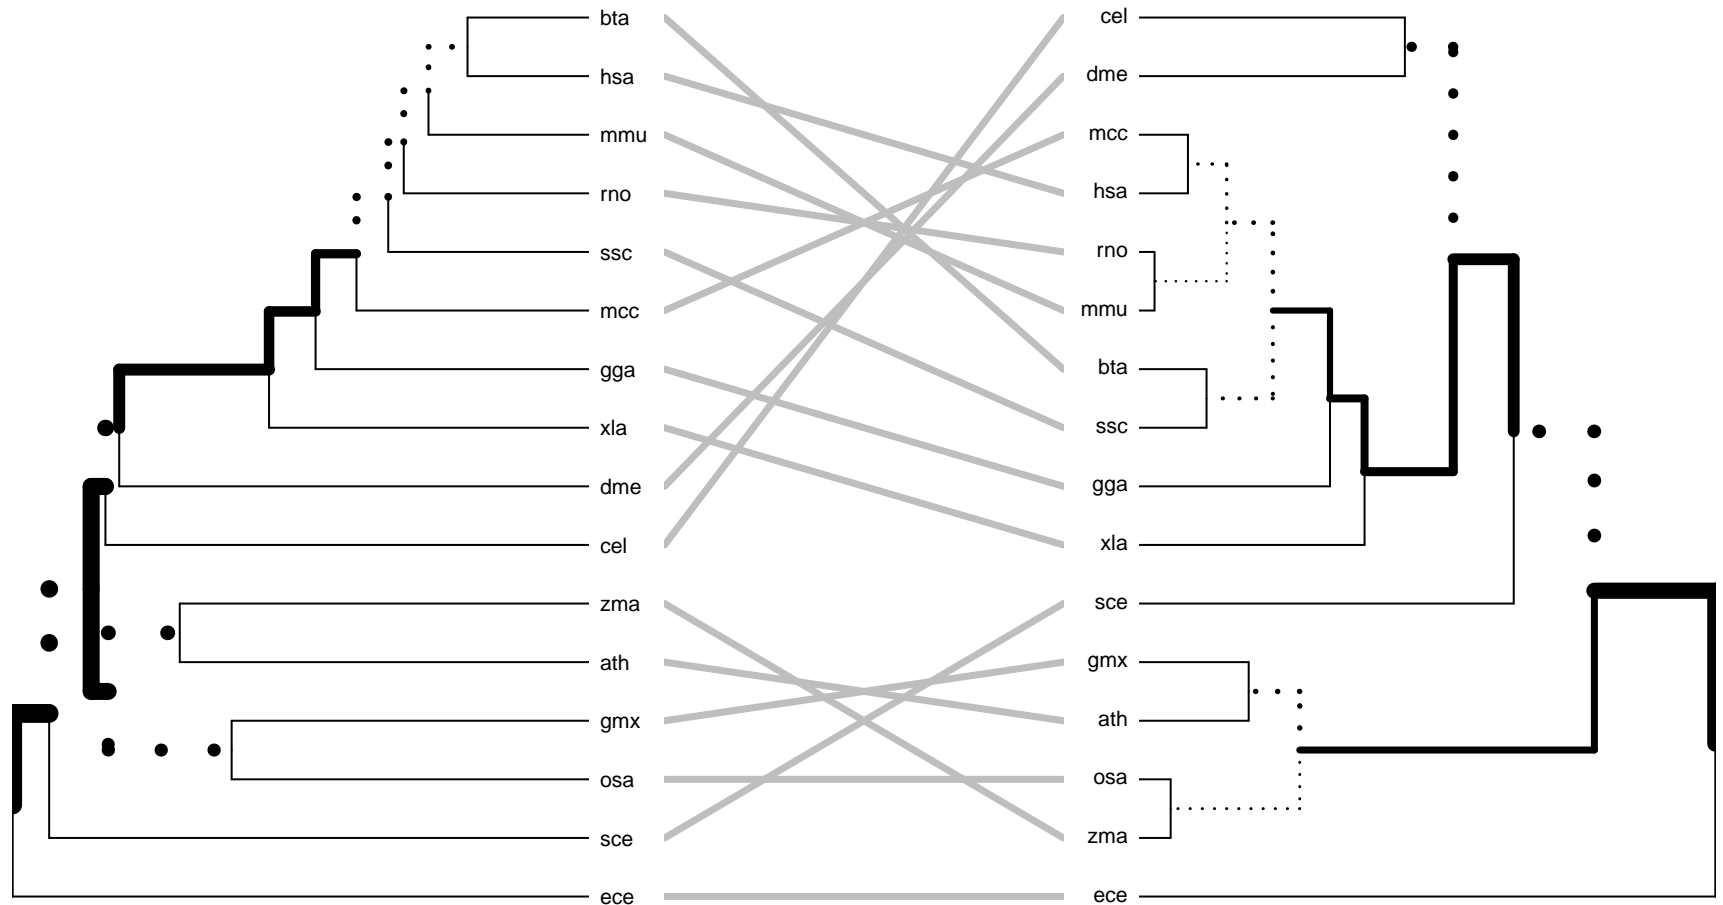 bta cel
hsa dme
mmu mcc
rno hsa
ssc rno
mcc mmu
gga bta
xla ssc
dme gga
cel xla
zma sce
ath gmx
gmx ath
osa osa
sce zma
ece ece